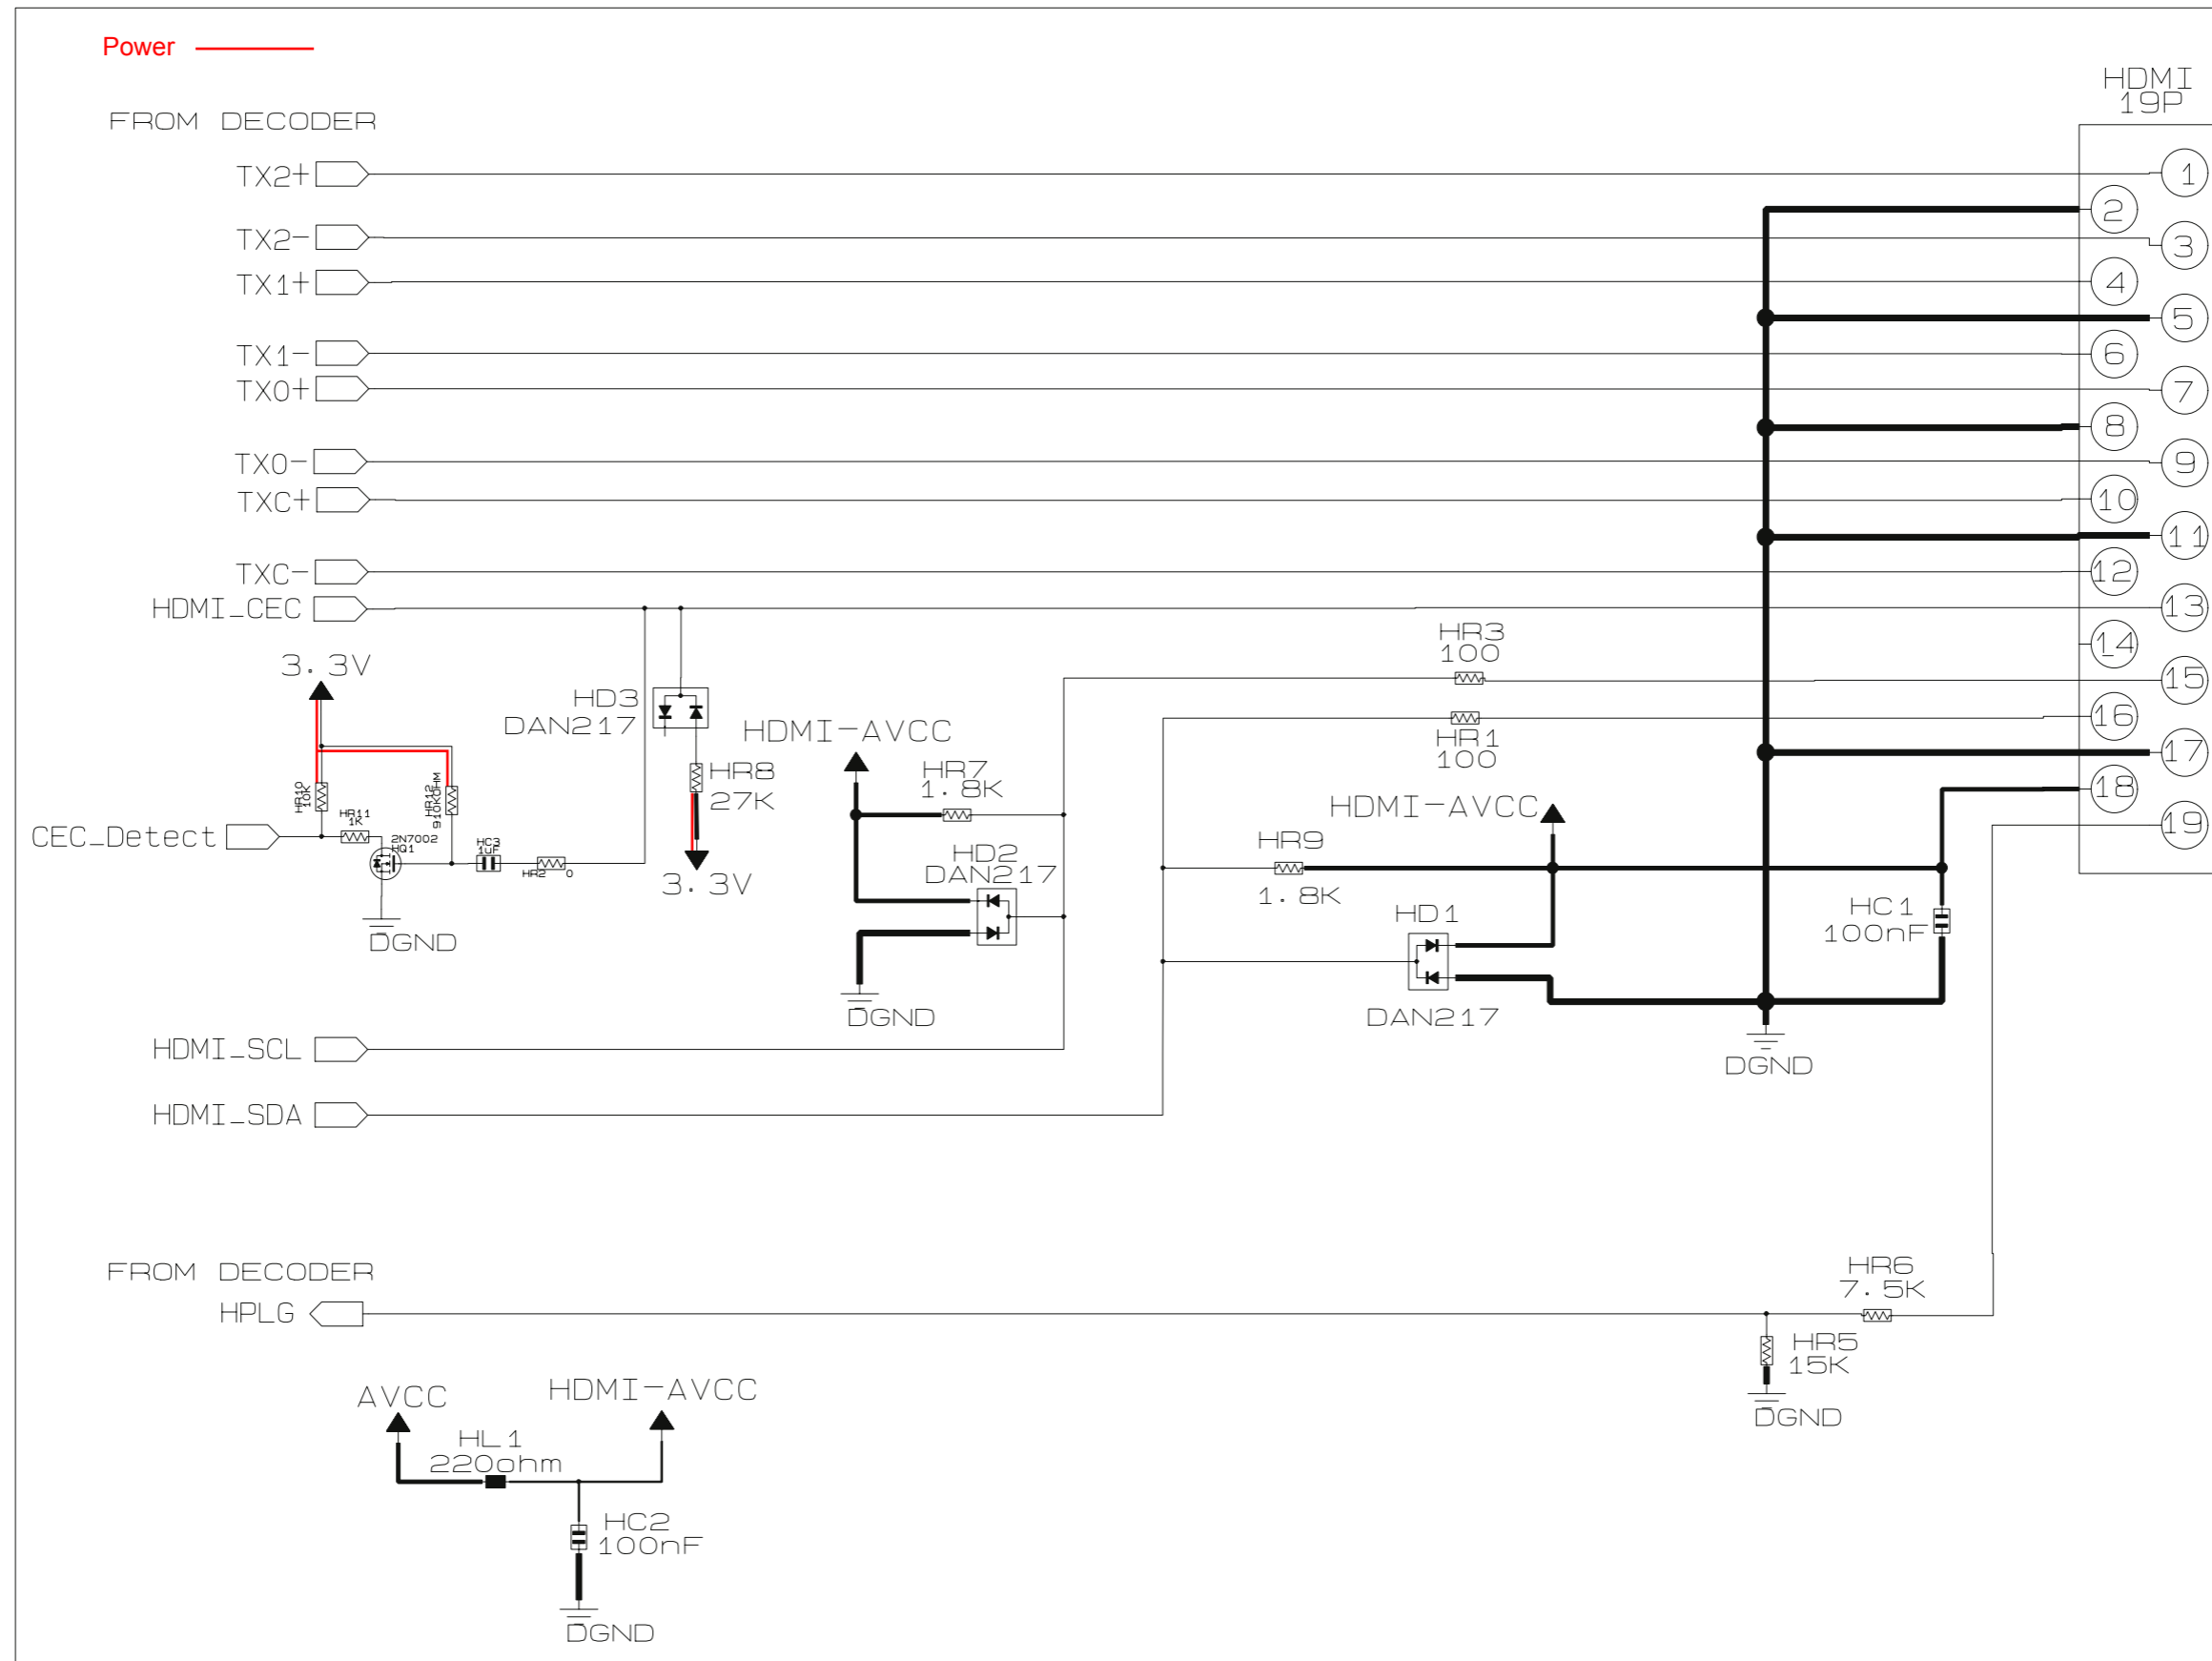 Power
HDMI
19P
FROM DECODER
TX2+
1
2
TX2-
3
TX1+
4
5
TX1-
6
TX0+
7
8
TX0-
9
TXC+
10
11
TXC-
12
HDMI_CEC
13
HR3
100
14
3.3V
15
HD3
DAN217
16
HDMI-AVCC
HR1
100
17
HR8
27K
HR7
1.8K
18
HR10
10K
HR12
910KOHM
HDMI-AVCC
HR11
1K
CEC_Detect
19
2N7002
HQ1
HC3
1uF
HR2 0
3.3V
HD2
DAN217
HR9
1.8K
HD1
HC1
100nF
DGND
DGND
DAN217
HDMI_SCL
DGND
HDMI_SDA
FROM DECODER
HR6
7.5K
HPLG
HR5
15K
AVCC
HDMI-AVCC
DGND
HL1
220ohm
HC2
100nF
DGND